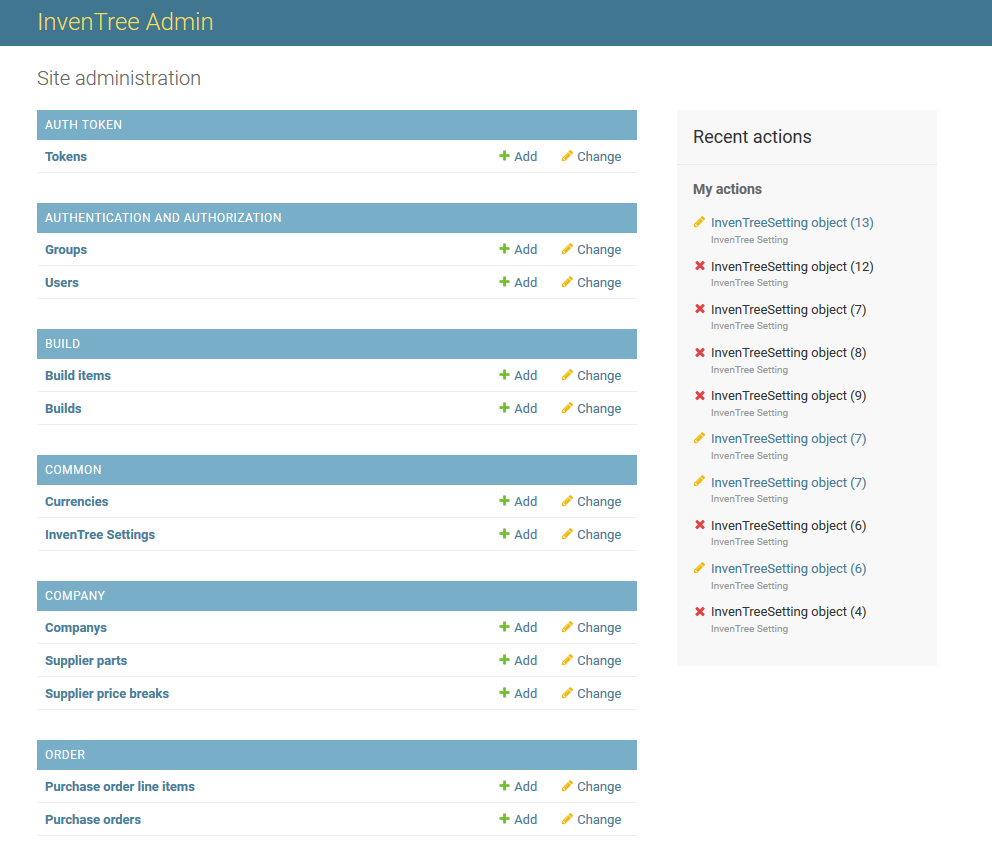 InvenTree Admin
Site administration
AUTH TOKEN
Tokens Add Change
AUTHENTICATION AND AUTHORIZATION
Groups Add Change
Users Add Change
BUILD
Build items Add Change
Builds Add Change
COMMON
Currencies Add Change
InvenTree Settings Add Change
COMPANY
Companys Add Change
Supplier parts Add Change
Supplier price breaks Add Change
ORDER
Purchase order line items Add Change
Purchase orders Add Change
Recent actions
My actions
InvenTreeSetting object (13)
InvenTree Setting
InvenTreeSetting object (12)
InvenTree Setting
InvenTreeSetting object (7)
InvenTree Setting
InvenTreeSetting object (8)
InvenTree Setting
InvenTreeSetting object (9)
InvenTree Setting
InvenTreeSetting object (7)
InvenTree Setting
InvenTreeSetting object (7)
InvenTree Setting
InvenTreeSetting object (6)
InvenTree Setting
InvenTreeSetting object (6)
InvenTree Setting
InvenTreeSetting object (4)
InvenTree Setting